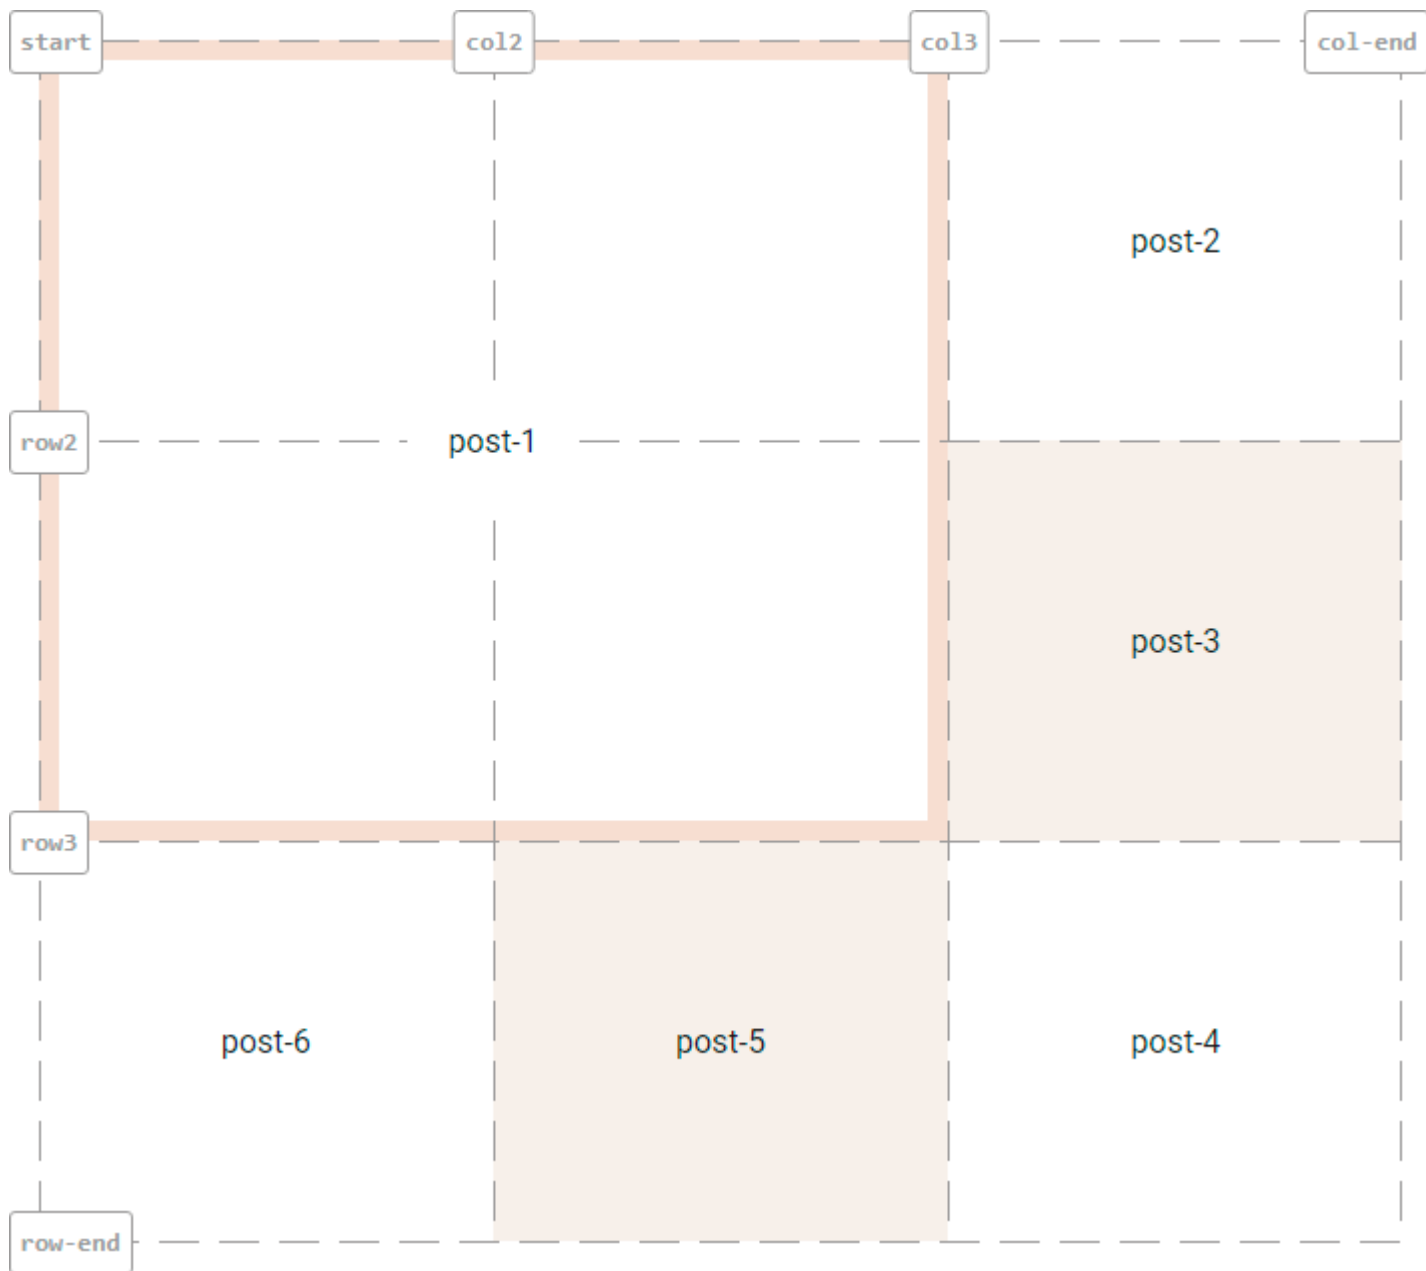 start
col2
col3
col-end
post-2
row2
post-1
post-3
row3
post-6
post-5
post-4
row-end